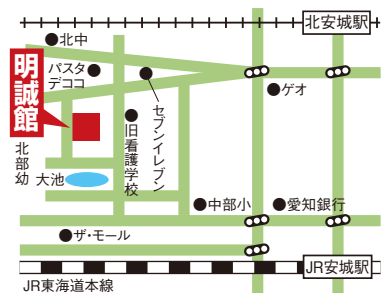 北安城駅
北中
パスタ
デココ
明誠館
セブンイレブン
ゲオ
旧看護学校
北部幼
大池
中部小
愛知銀行
ザ・モール
JR安城駅
JR東海道本線